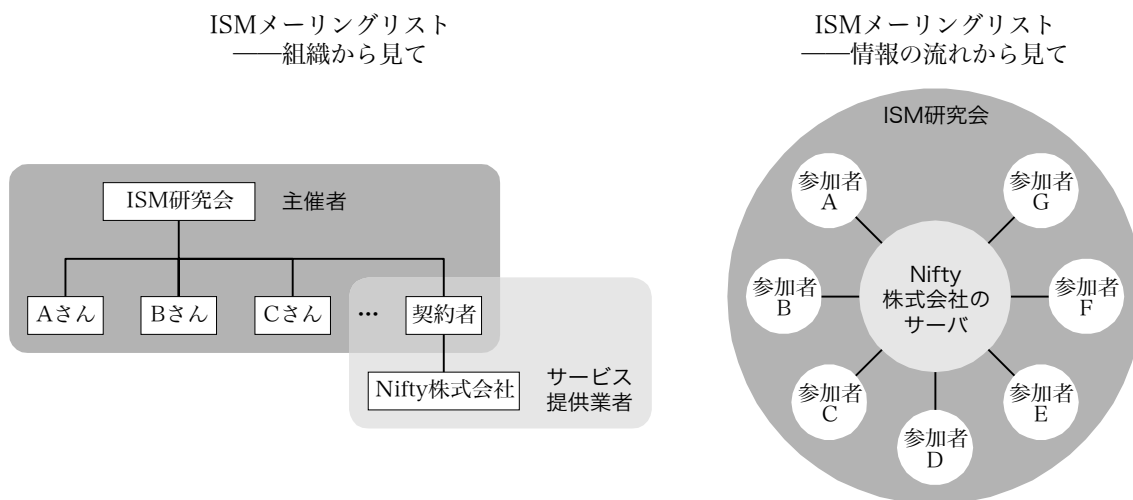 ISMメーリングリスト
——組織から見て
ISM研究会
主催者
Aさん
Bさん
Cさん
…
契約者
Nifty株式会社
サービス
提供業者
ISMメーリングリスト
——情報の流れから見て
ISM研究会
参加者
A
参加者
G
参加者
B
Nifty
株式会社の
サーバ
参加者
F
参加者
C
参加者
E
参加者
D